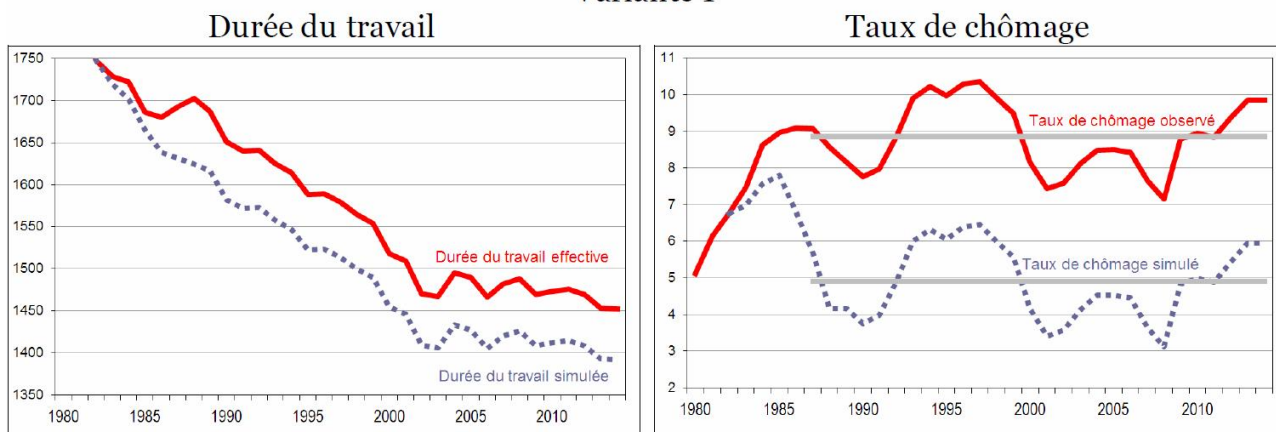 Durée du travail
Taux de chômage
1750
1700
1650
1600
1550
1500
1450
1400
1350
Durée du travail effective
Durée du travail simulée
1980 1985 1990 1995 2000 2005 2010
11
10
9
8
7
6
5
4
3
2
Taux de chômage observé
Taux de chômage simulé
1980 1985 1990 1995 2000 2005 2010